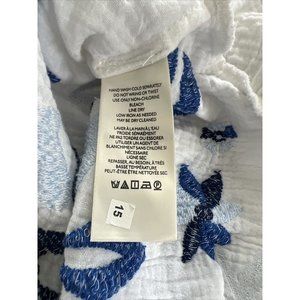 HAND WASH COLD SEPARATELY
DO NOT WRING OR TWIST
USE ONLY NON-CHLORINE
BLEACH
LINE DRY
LOW IRON AS NEEDED
MAY BE DRY CLEANED
LAVER À LA MAIN À L'EAU
FROIDE SÉPARÉMENT
NE PAS TORDRE OU ESSORER
UTILISER UN AGENT DE
BLANCHIMENT SANS CHLORE SI
NÉCESSAIRE
LIGNE SEC
REPASSER, AU BESOIN, À TRÈS
BASSE TEMPÉRATURE
PEUT-ÊTRE ÊTRE NETTOYÉE SEC
15